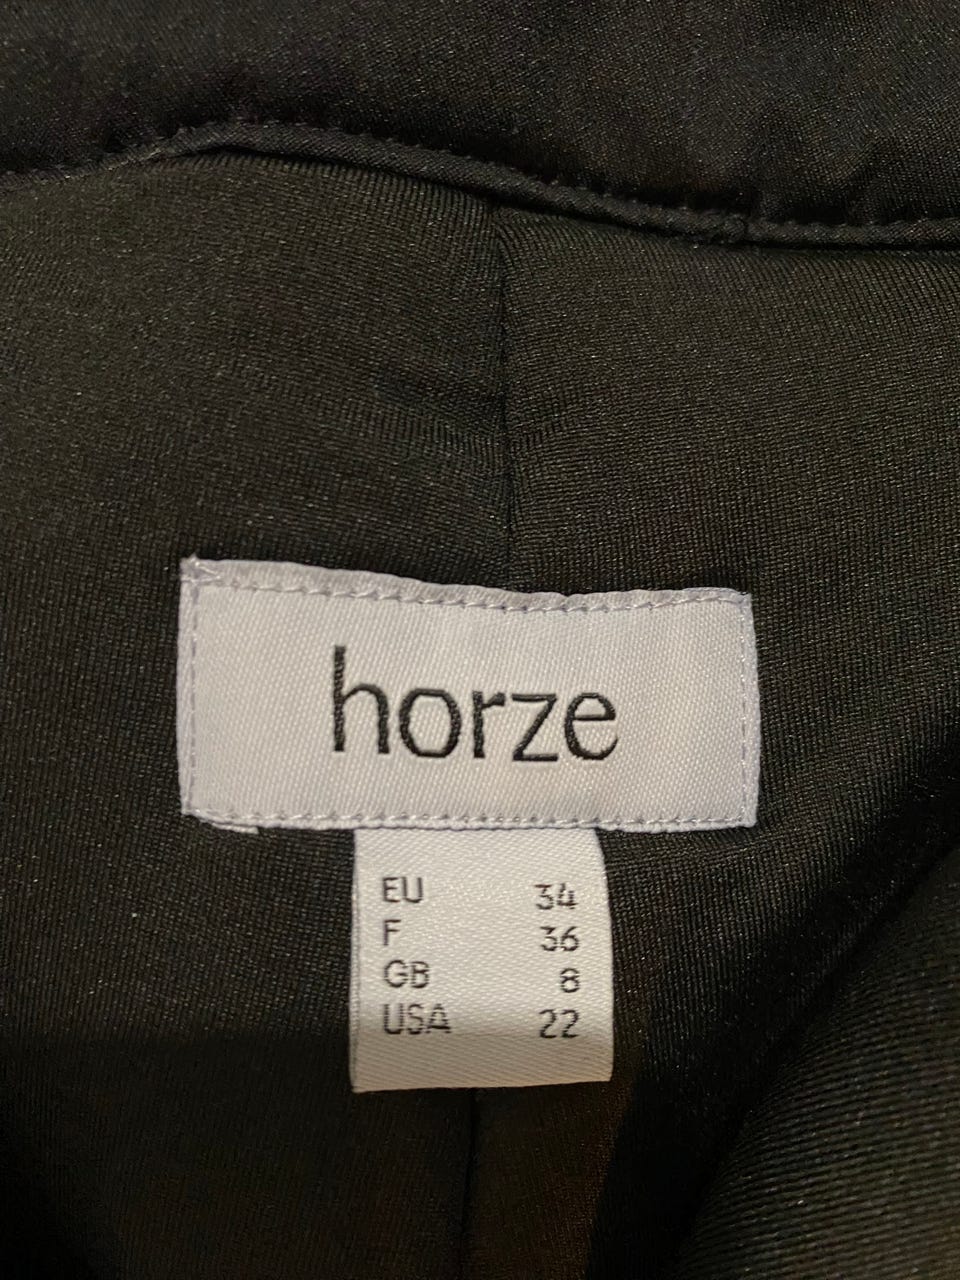 horze
EU 34
F 36
GB 8
USA 22